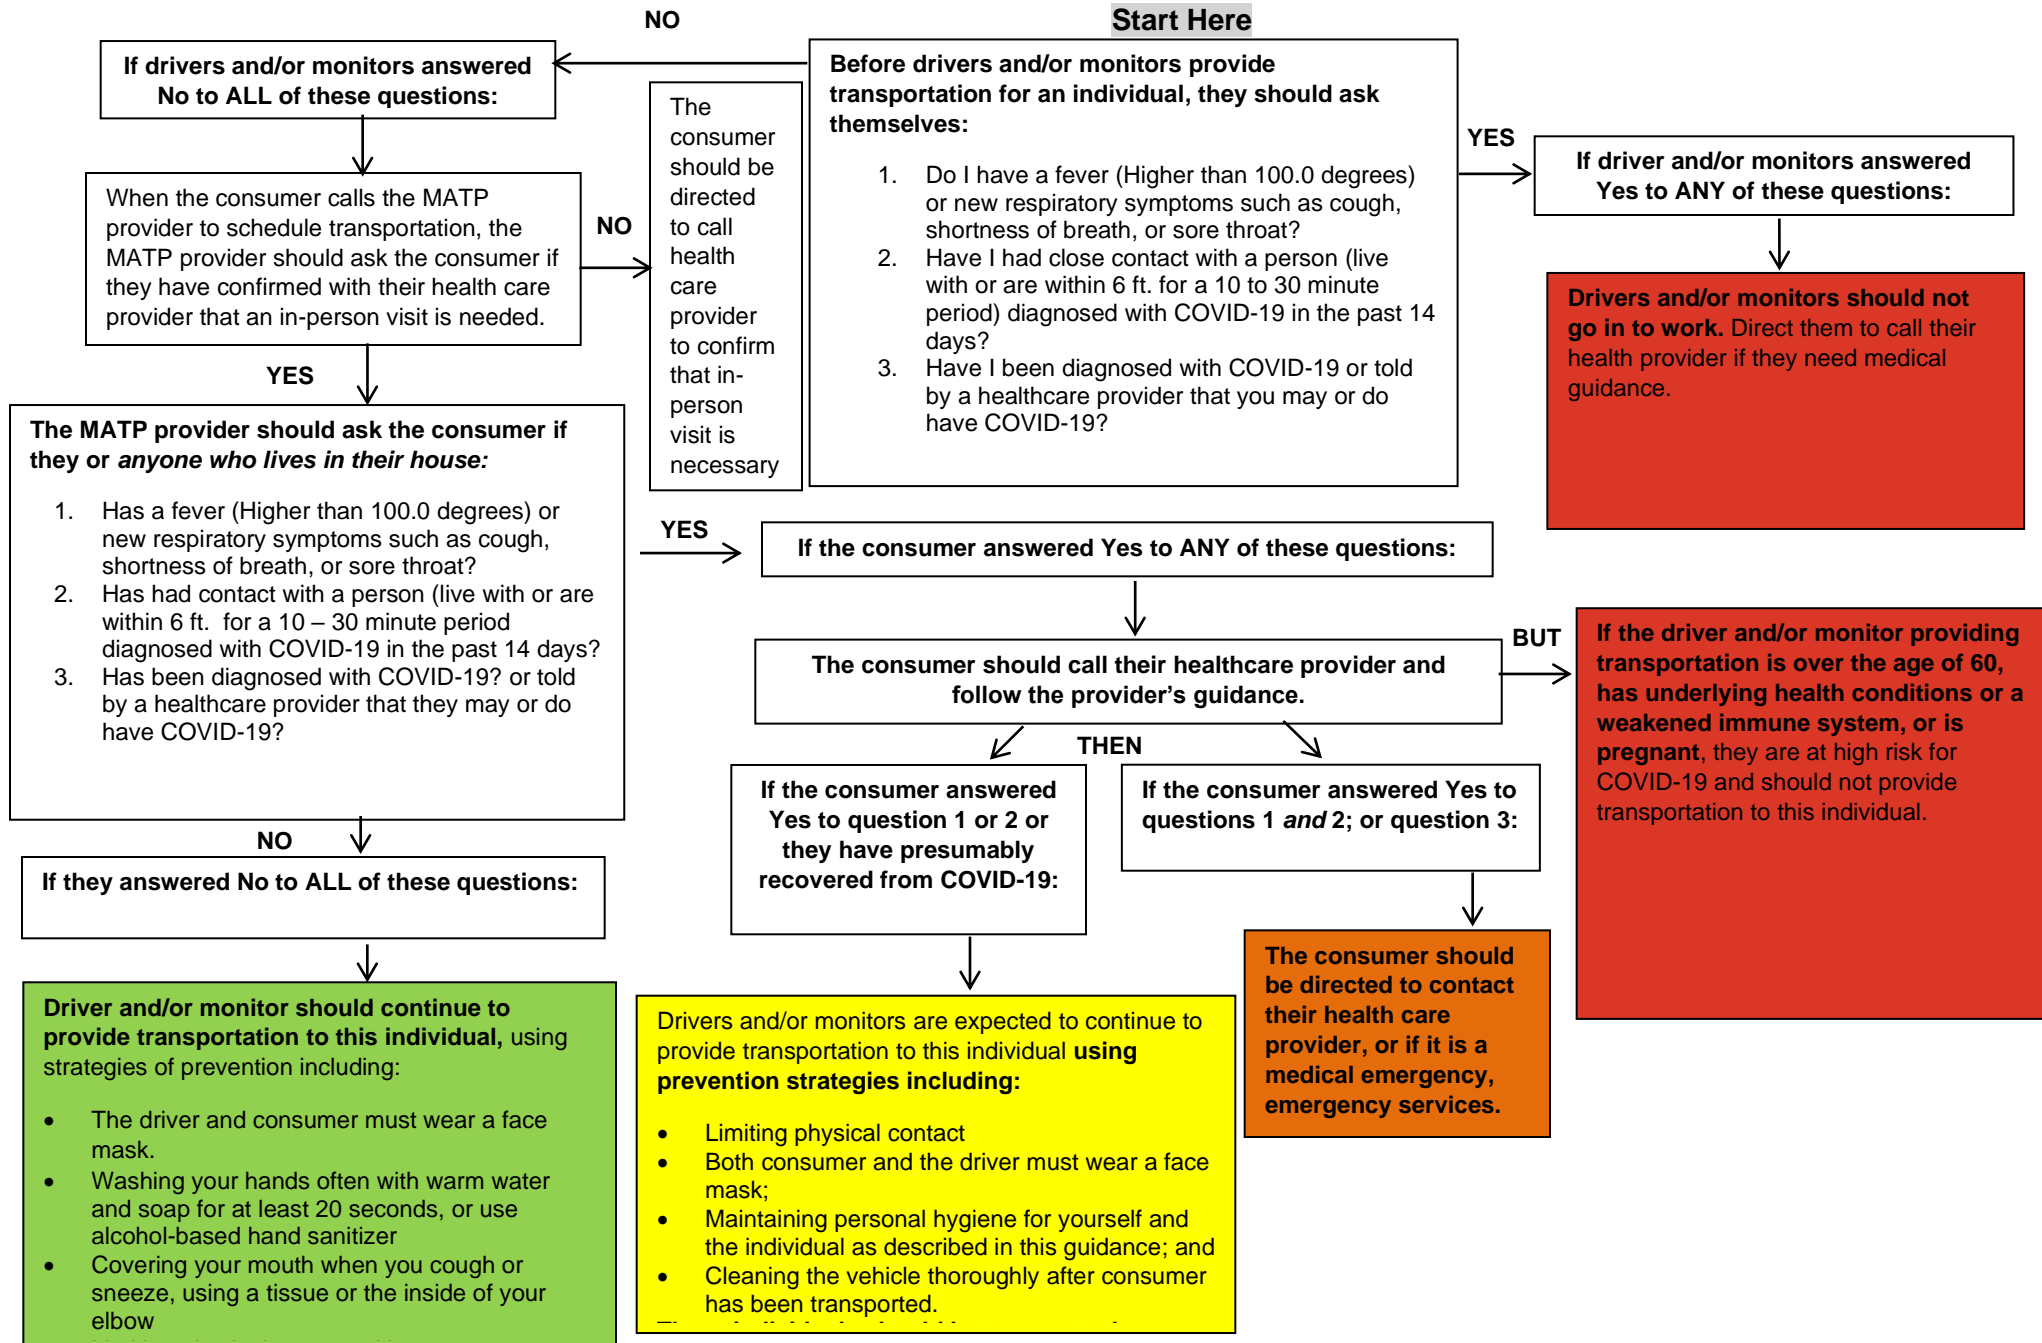 Start Here
Before drivers and/or monitors provide
transportation for an individual, they should ask
themselves:
1. Do I have a fever (Higher than 100.0 degrees)
or new respiratory symptoms such as cough,
shortness of breath, or sore throat?
2. Have I had close contact with a person (live
with or are within 6 ft. for a 10 to 30 minute
period) diagnosed with COVID-19 in the past 14
days?
3. Have I been diagnosed with COVID-19 or told
by a healthcare provider that you may or do
have COVID-19?
YES
If driver and/or monitors answered
Yes to ANY of these questions:
Drivers and/or monitors should not
go in to work. Direct them to call their
health provider if they need medical
guidance.
NO
If drivers and/or monitors answered
No to ALL of these questions:
When the consumer calls the MATP
provider to schedule transportation, the
MATP provider should ask the consumer if
they have confirmed with their health care
provider that an in-person visit is needed.
NO
The
consumer
should be
directed
to call
health
care
provider
to confirm
that in-
person
visit is
necessary
YES
The MATP provider should ask the consumer if
they or anyone who lives in their house:
1. Has a fever (Higher than 100.0 degrees) or
new respiratory symptoms such as cough,
shortness of breath, or sore throat?
2. Has had contact with a person (live with or are
within 6 ft. for a 10 – 30 minute period
diagnosed with COVID-19 in the past 14 days?
3. Has been diagnosed with COVID-19? or told
by a healthcare provider that they may or do
have COVID-19?
YES
If the consumer answered Yes to ANY of these questions:
The consumer should call their healthcare provider and
follow the provider's guidance.
BUT
If the driver and/or monitor providing
transportation is over the age of 60,
has underlying health conditions or a
weakened immune system, or is
pregnant, they are at high risk for
COVID-19 and should not provide
transportation to this individual.
THEN
If the consumer answered
Yes to question 1 or 2 or
they have presumably
recovered from COVID-19:
If the consumer answered Yes to
questions 1 and 2; or question 3:
NO
If they answered No to ALL of these questions:
Driver and/or monitor should continue to
provide transportation to this individual, using
strategies of prevention including:
• The driver and consumer must wear a face
mask.
• Washing your hands often with warm water
and soap for at least 20 seconds, or use
alcohol-based hand sanitizer
• Covering your mouth when you cough or
sneeze, using a tissue or the inside of your
elbow
Drivers and/or monitors are expected to continue to
provide transportation to this individual using
prevention strategies including:
• Limiting physical contact
• Both consumer and the driver must wear a face
mask;
• Maintaining personal hygiene for yourself and
the individual as described in this guidance; and
• Cleaning the vehicle thoroughly after consumer
has been transported.
The consumer should
be directed to contact
their health care
provider, or if it is a
medical emergency,
emergency services.